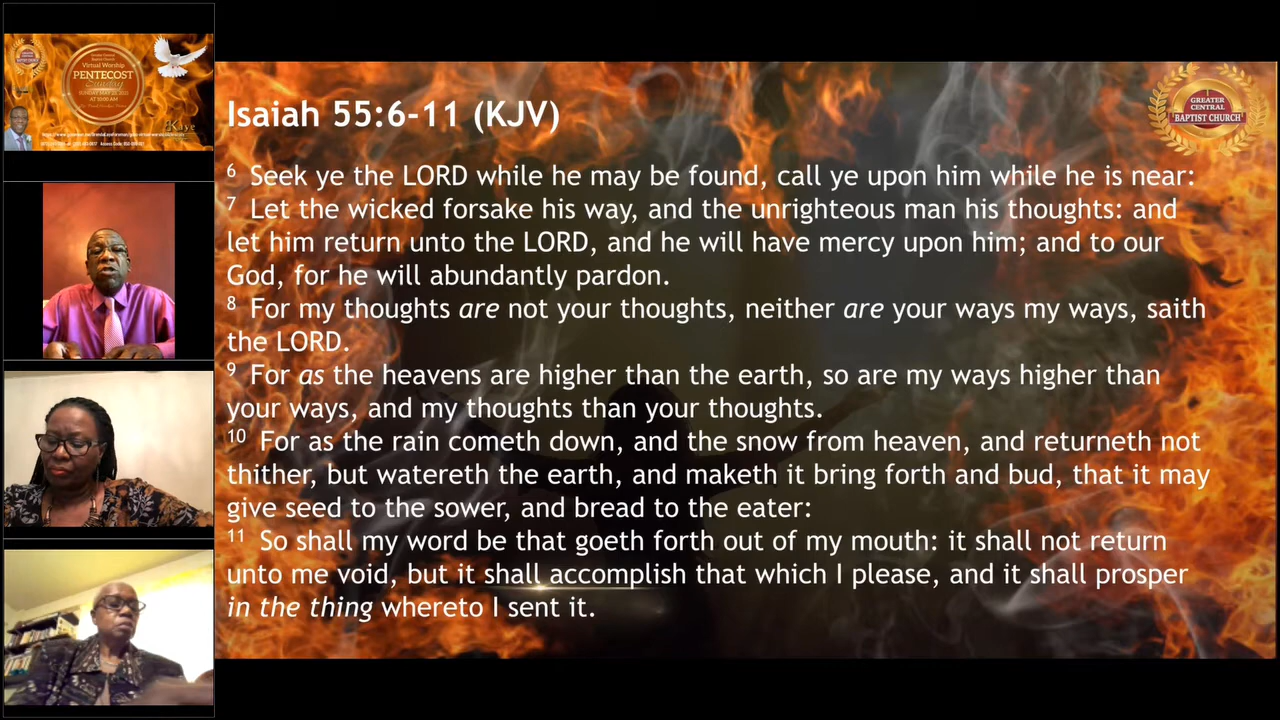 Virtual Worship
PENTECOST
Sunday
Isaiah 55:6-11 (KJV)
GREATER
CENTRAL
BAPTIST CHURCH
6 Seek ye the LORD while he may be found, call ye upon him while he is near:
7 Let the wicked forsake his way, and the unrighteous man his thoughts: and
let him return unto the LORD, and he will have mercy upon him; and to our
God, for he will abundantly pardon.
8 For my thoughts are not your thoughts, neither are your ways my ways, saith
the LORD.
9 For as the heavens are higher than the earth, so are my ways higher than
your ways, and my thoughts than your thoughts.
10 For as the rain cometh down, and the snow from heaven, and returneth not
thither, but watereth the earth, and maketh it bring forth and bud, that it may
give seed to the sower, and bread to the eater:
11 So shall my word be that goeth forth out of my mouth: it shall not return
unto me void, but it shall accomplish that which I please, and it shall prosper
in the thing whereto I sent it.